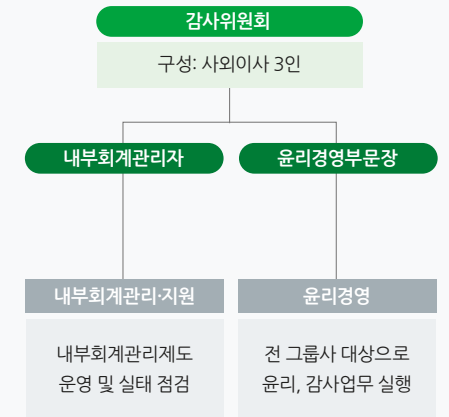 감사위원회
구성: 사외이사 3인
내부회계관리자
윤리경영부문장
내부회계관리·지원
윤리경영
내부회계관리제도
운영 및 실태 점검
전 그룹사 대상으로
윤리, 감사업무 실행